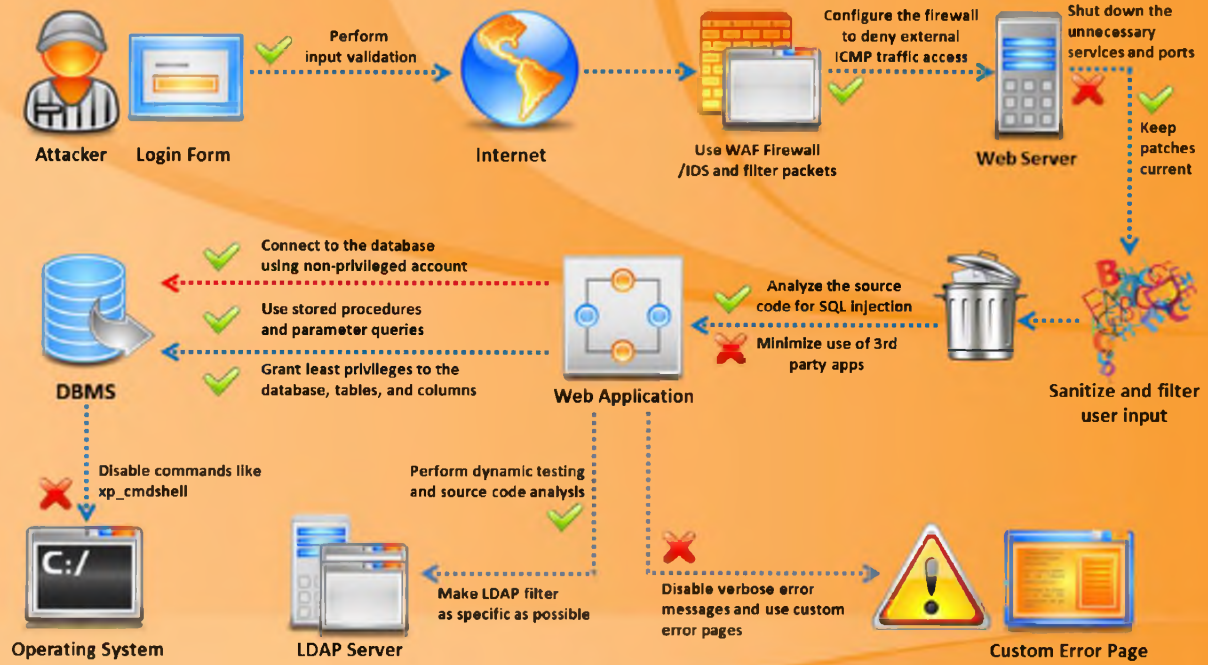 Attacker
Login Form
Perform
input validation
Internet
Use WAF Firewall
/IDS and filter packets
Configure the firewall
to deny external
ICMP traffic access
Web Server
Shut down the
unnecessary
services and ports
Keep
patches
current
DBMS
Connect to the database
using non-privileged account
Use stored procedures
and parameter queries
Grant least privileges to the
database, tables, and columns
Web Application
Analyze the source
code for SQL injection
Minimize use of 3rd
party apps
Sanitize and filter
user input
Disable commands like
xp_cmdshell
C:/
Operating System
Perform dynamic testing
and source code analysis
Make LDAP filter
as specific as possible
LDAP Server
Disable verbose error
messages and use custom
error pages
Custom Error Page